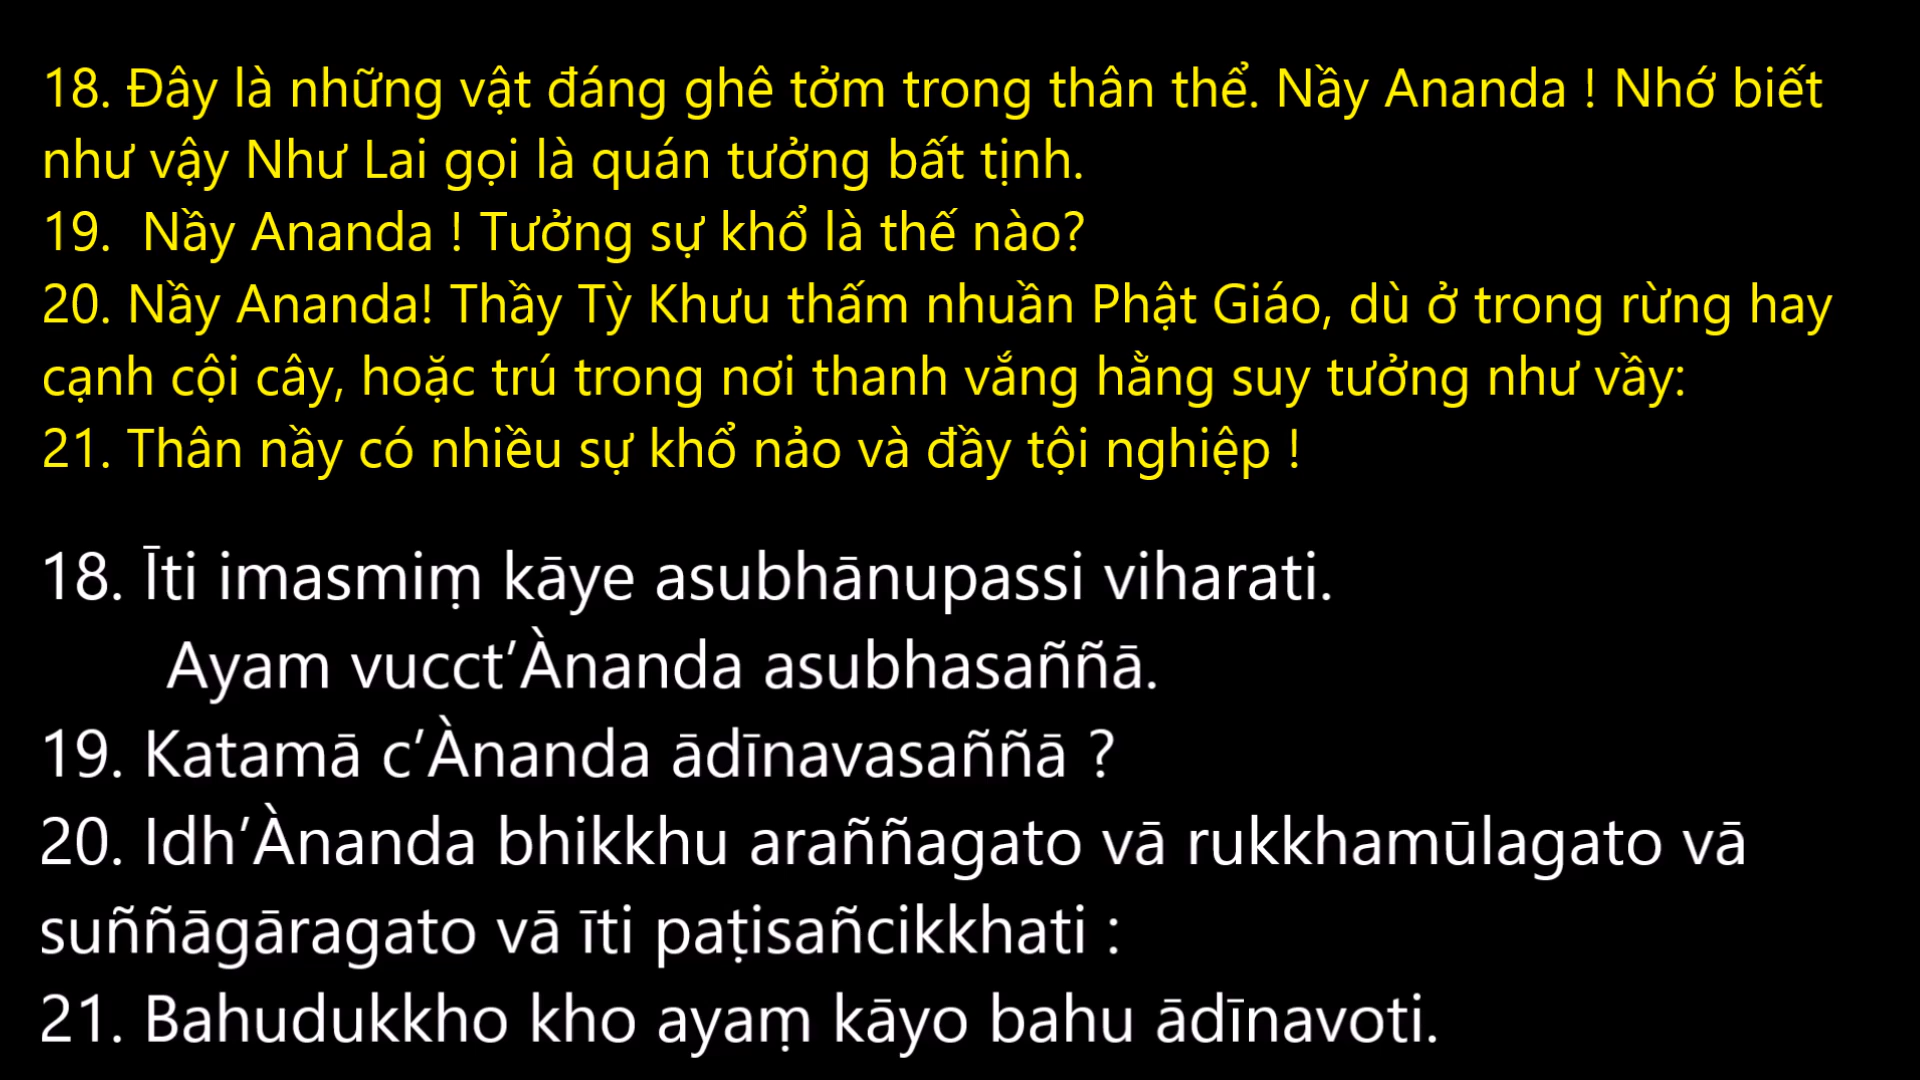 18. Đây là những vật đáng ghê tởm trong thân thể. Nầy Ananda ! Nhớ biết
như vậy Như Lai gọi là quán tưởng bất tịnh.
19.  Nầy Ananda ! Tưởng sự khổ là thế nào?
20. Nầy Ananda! Thầy Tỳ Khưu thấm nhuần Phật Giáo, dù ở trong rừng hay
cạnh cội cây, hoặc trú trong nơi thanh vắng hằng suy tưởng như vầy:
21. Thân nầy có nhiều sự khổ nảo và đầy tội nghiệp !
18. Īti imasmiṃ kāye asubhānupassi viharati.
Ayam vucct’Ànanda asubhasaññā.
19. Katamā c’Ànanda ādīnavasaññā ?
20. Idh’Ànanda bhikkhu araññagato vā rukkhamūlagato vā
suññāgāragato vā īti paṭisañcikkhati :
21. Bahudukkho kho ayaṃ kāyo bahu ādīnavoti.